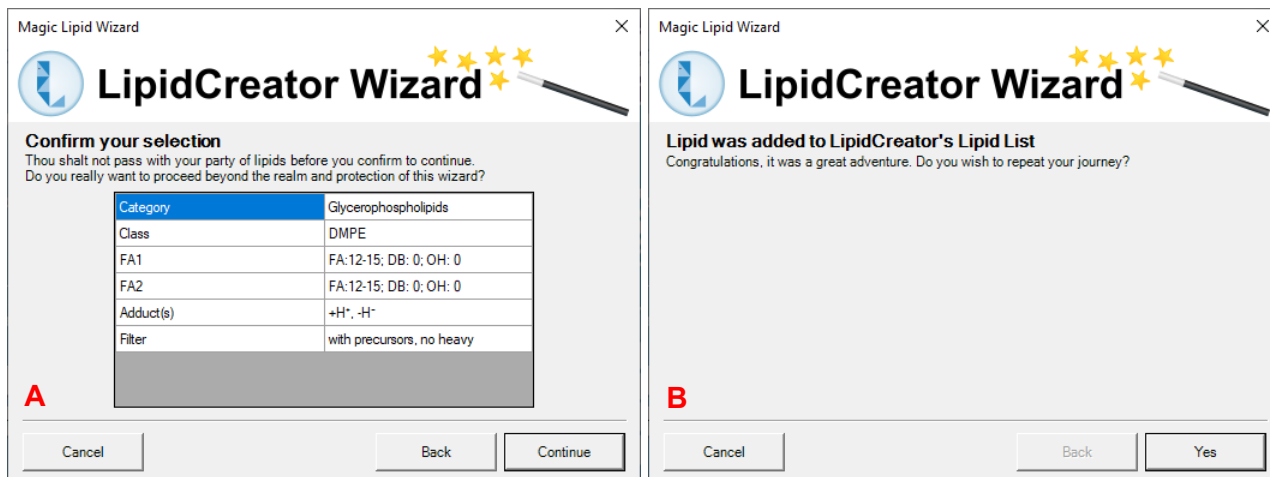 Magic Lipid Wizard
LipidCreator Wizard
Confirm your selection
Thou shalt not pass with your party of lipids before you confirm to continue.
Do you really want to proceed beyond the realm and protection of this wizard?
Category Glycerophospholipids
Class DMPE
FA1 FA:12-15; DB: 0; OH: 0
FA2 FA:12-15; DB: 0; OH: 0
Adduct(s) +H⁺, -H⁻
Filter with precursors, no heavy
A
Cancel Back Continue
Magic Lipid Wizard
LipidCreator Wizard
Lipid was added to LipidCreator's Lipid List
Congratulations, it was a great adventure. Do you wish to repeat your journey?
B
Cancel Back Yes